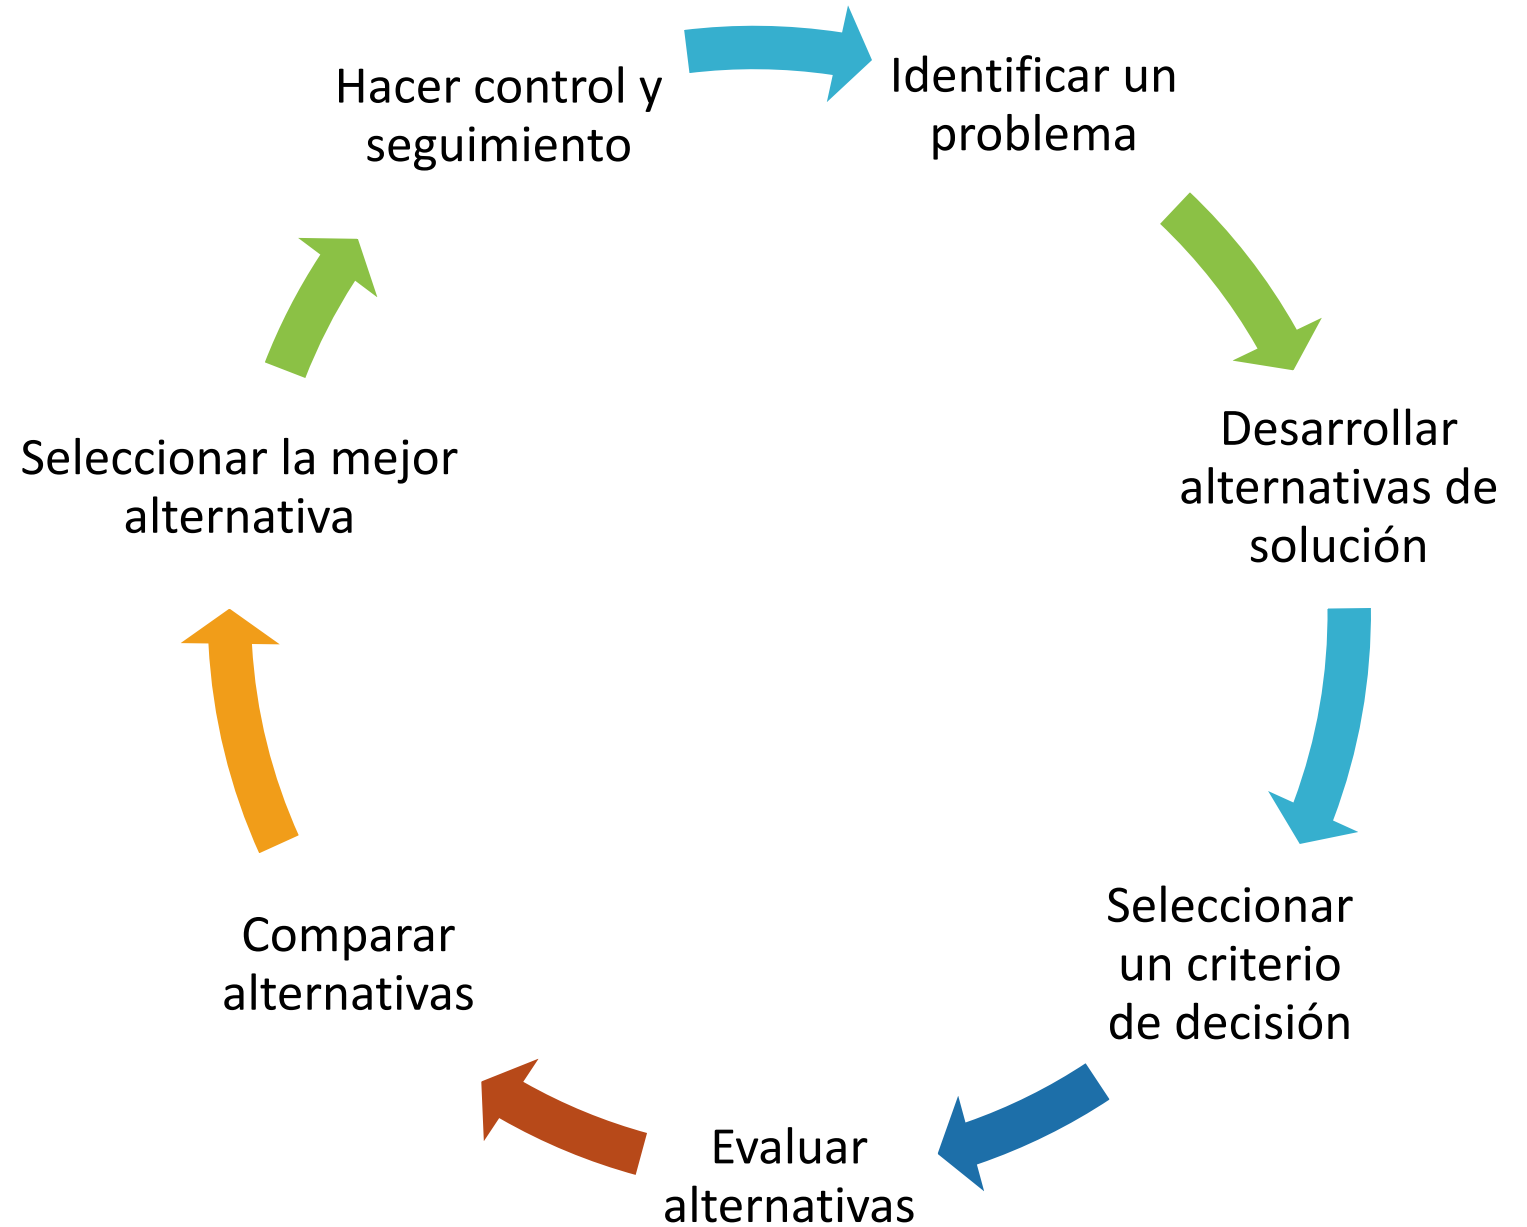 Hacer control y
seguimiento
Identificar un
problema
Desarrollar
alternativas de
solución
Seleccionar
un criterio
de decisión
Evaluar
alternativas
Comparar
alternativas
Seleccionar la mejor
alternativa